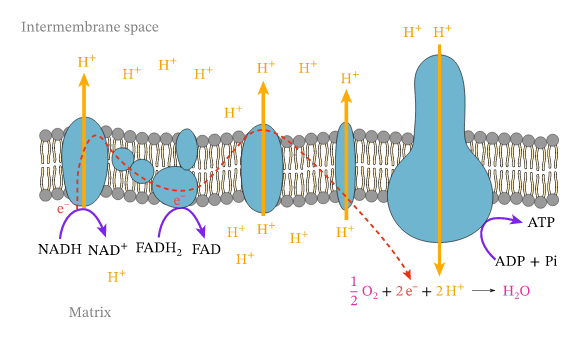 Intermembrane space
H⁺ H⁺
H⁺ H⁺ H⁺ H⁺ H⁺ H⁺ H⁺
H⁺
e⁻ e⁻
NADH NAD⁺ FADH₂ FAD
H⁺ H⁺ H⁺ H⁺
H⁺
H⁺
ATP
ADP + Pi
½ O₂ + 2 e⁻ + 2 H⁺ → H₂O
Matrix